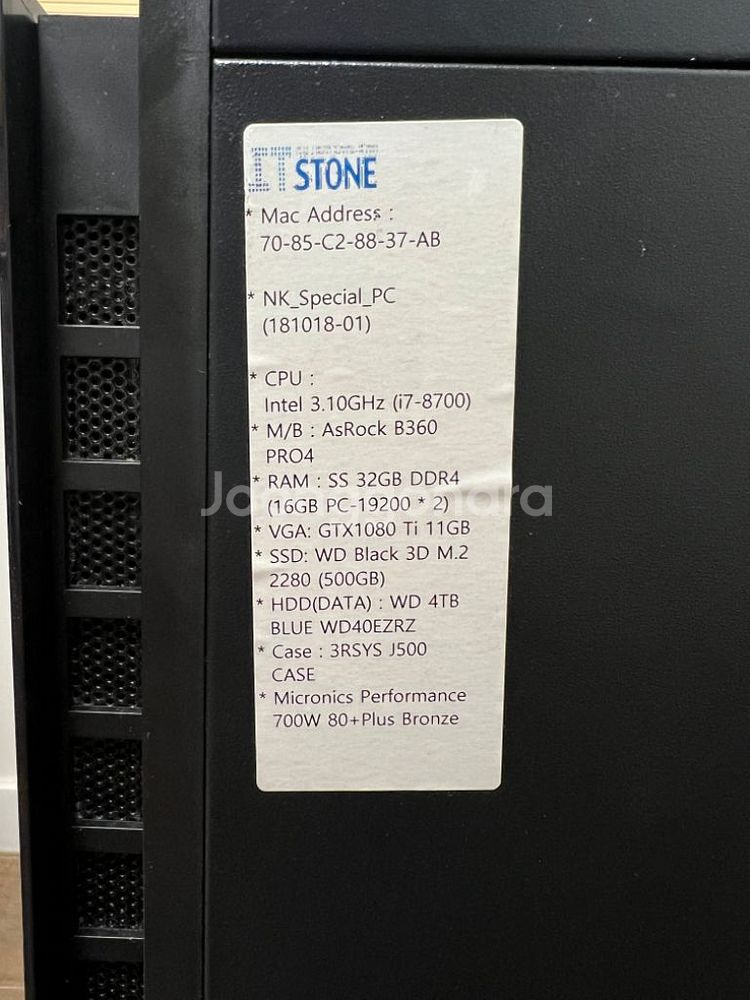 IT STONE
* Mac Address :
70-85-C2-88-37-AB
* NK_Special_PC
(181018-01)
* CPU :
Intel 3.10GHz (i7-8700)
* M/B : AsRock B360
PRO4
* RAM : SS 32GB DDR4
(16GB PC-19200 * 2)
* VGA: GTX1080 Ti 11GB
* SSD: WD Black 3D M.2
2280 (500GB)
* HDD(DATA) : WD 4TB
BLUE WD40EZRZ
* Case : 3RSYS J500
CASE
* Micronics Performance
700W 80+Plus Bronze